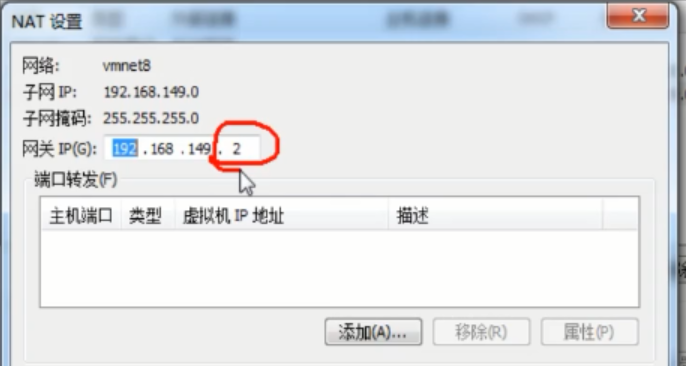 NAT 设置
网络: vmnet8
子网 IP: 192.168.149.0
子网掩码: 255.255.255.0
网关 IP(G): 192 .168 .149 . 2
端口转发(F)
主机端口 类型 虚拟机 IP 地址 描述
添加(A)... 移除(R) 属性(P)